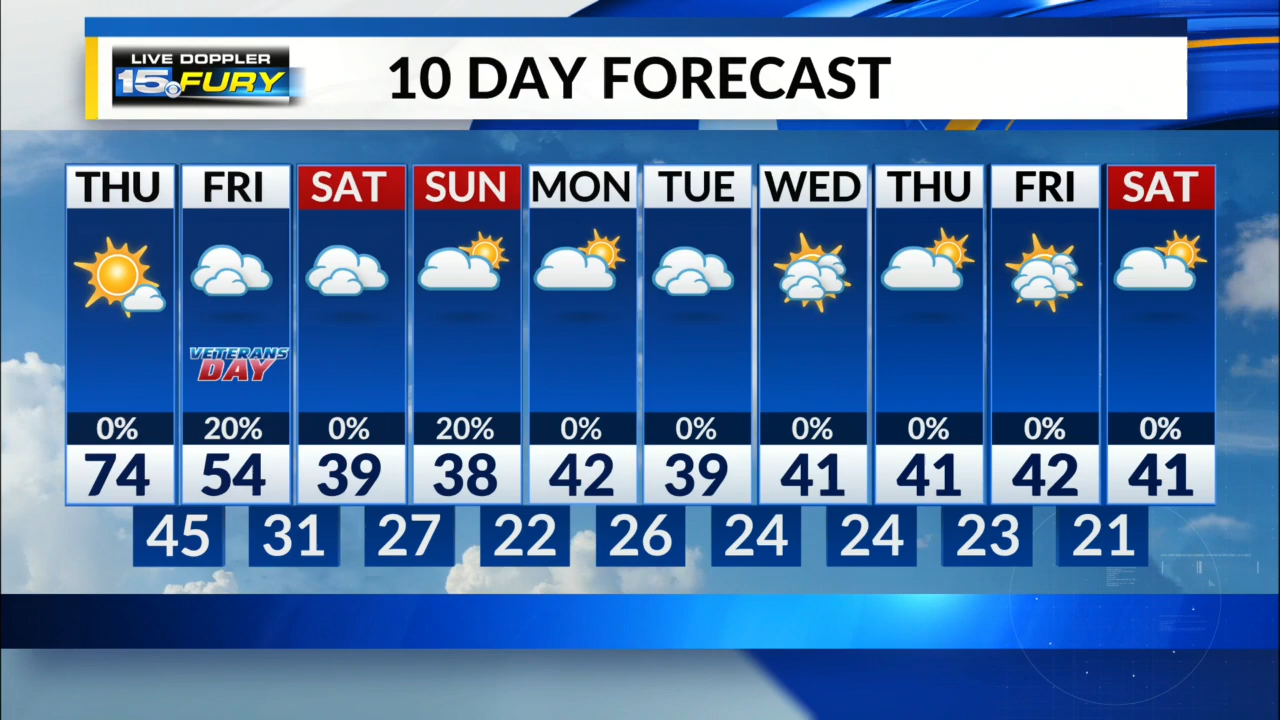 LIVE DOPPLER
15 FURY
10 DAY FORECAST
THU FRI SAT SUN MON TUE WED THU FRI SAT
VETERANS
DAY
0% 20% 0% 20% 0% 0% 0% 0% 0% 0%
74 54 39 38 42 39 41 41 42 41
45 31 27 22 26 24 24 23 21